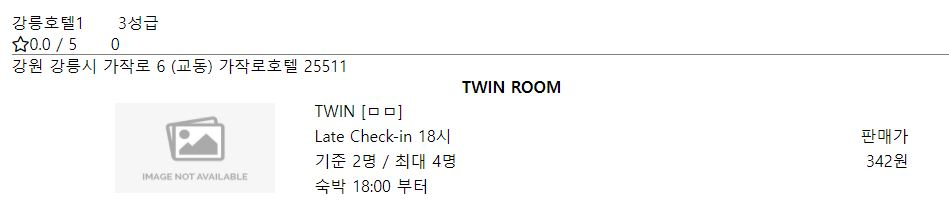 강릉호텔1 3성급
☆0.0 / 5 0
강원 강릉시 가작로 6 (교동) 가작로호텔 25511
TWIN ROOM
TWIN [ㅁㅁ]
Late Check-in 18시 판매가
기준 2명 / 최대 4명 342원
숙박 18:00 부터
IMAGE NOT AVAILABLE